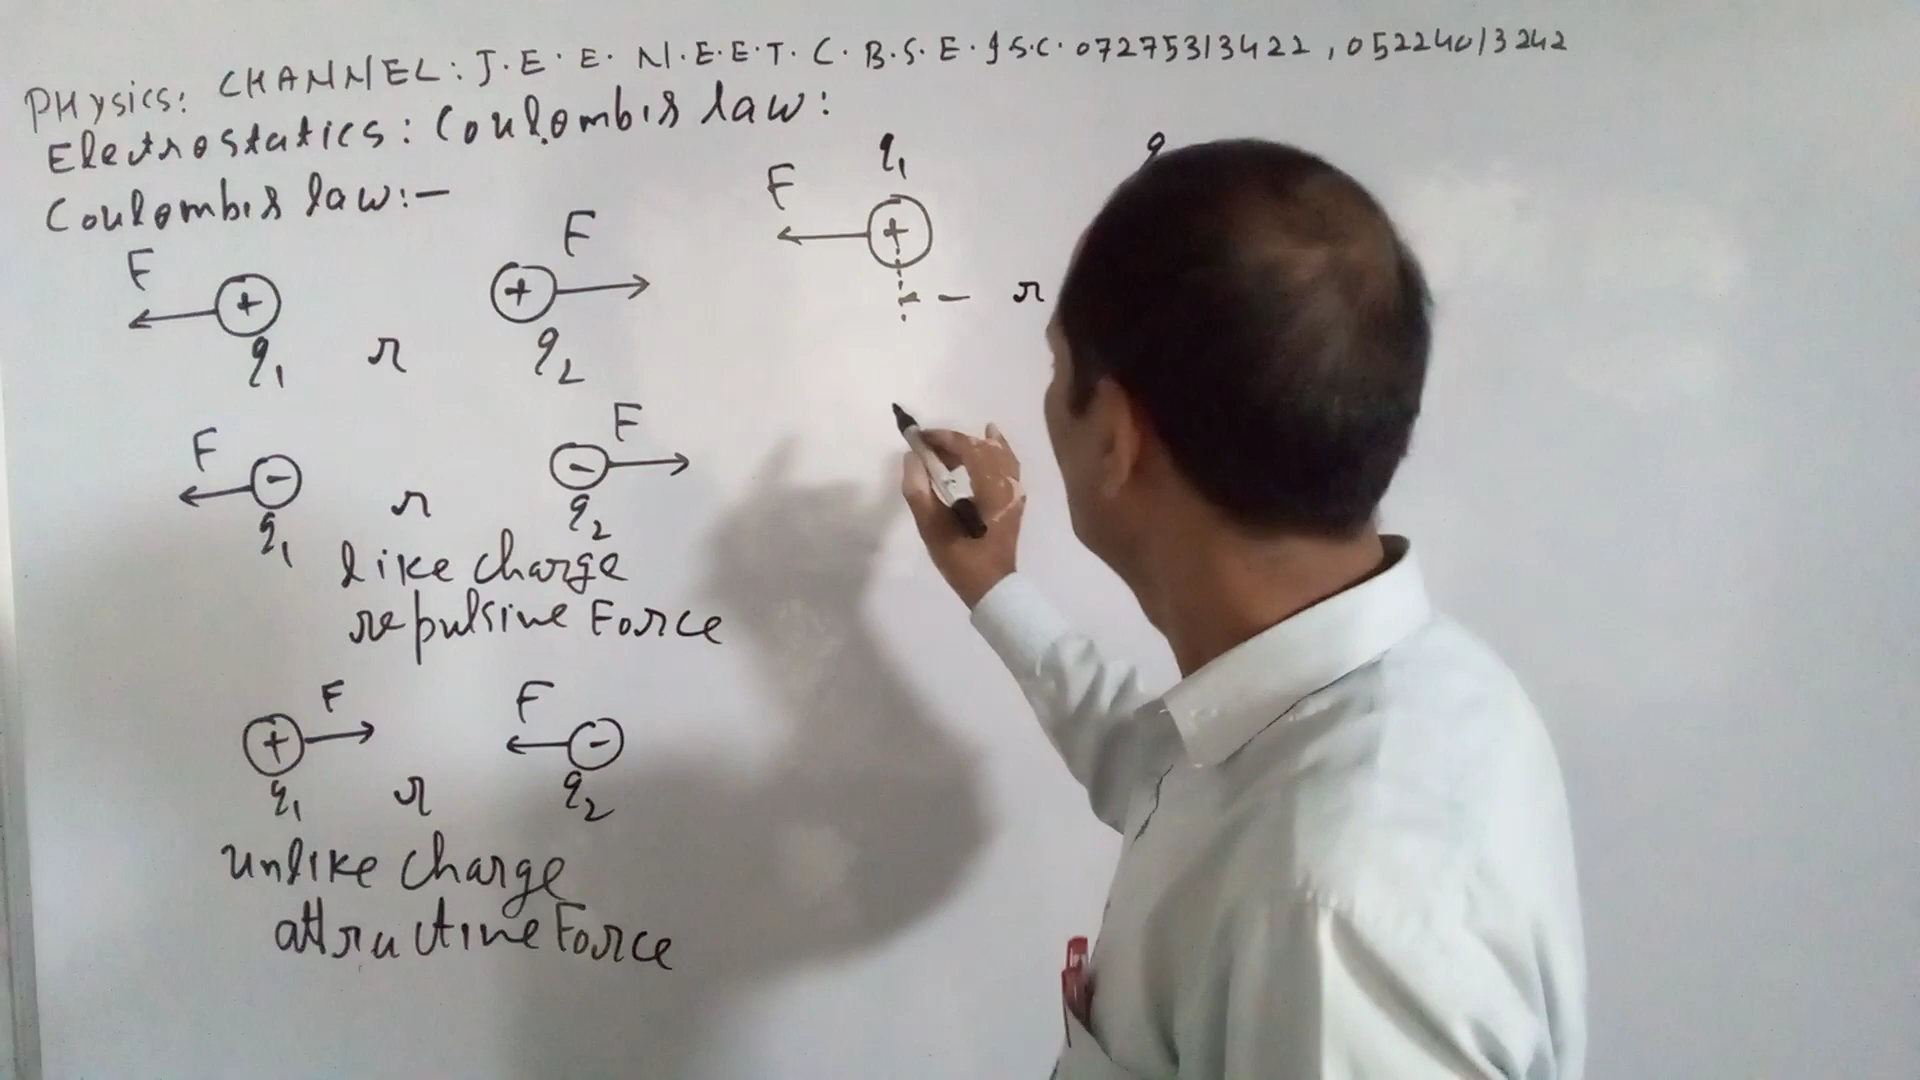 PHysics: CHANNEL: J.E.E. N.E.E.T. C.B.S.E. I S.C. 07275313422, 05224013242
Electrostatics: Coulomb's law:
Coulomb's law:-
F + + F
q1 r q2
F - - F
q1 r q2
like charge
repulsive Force
F F
+ -
q1 r q2
unlike charge
attructive Force
F q1 q
+
r